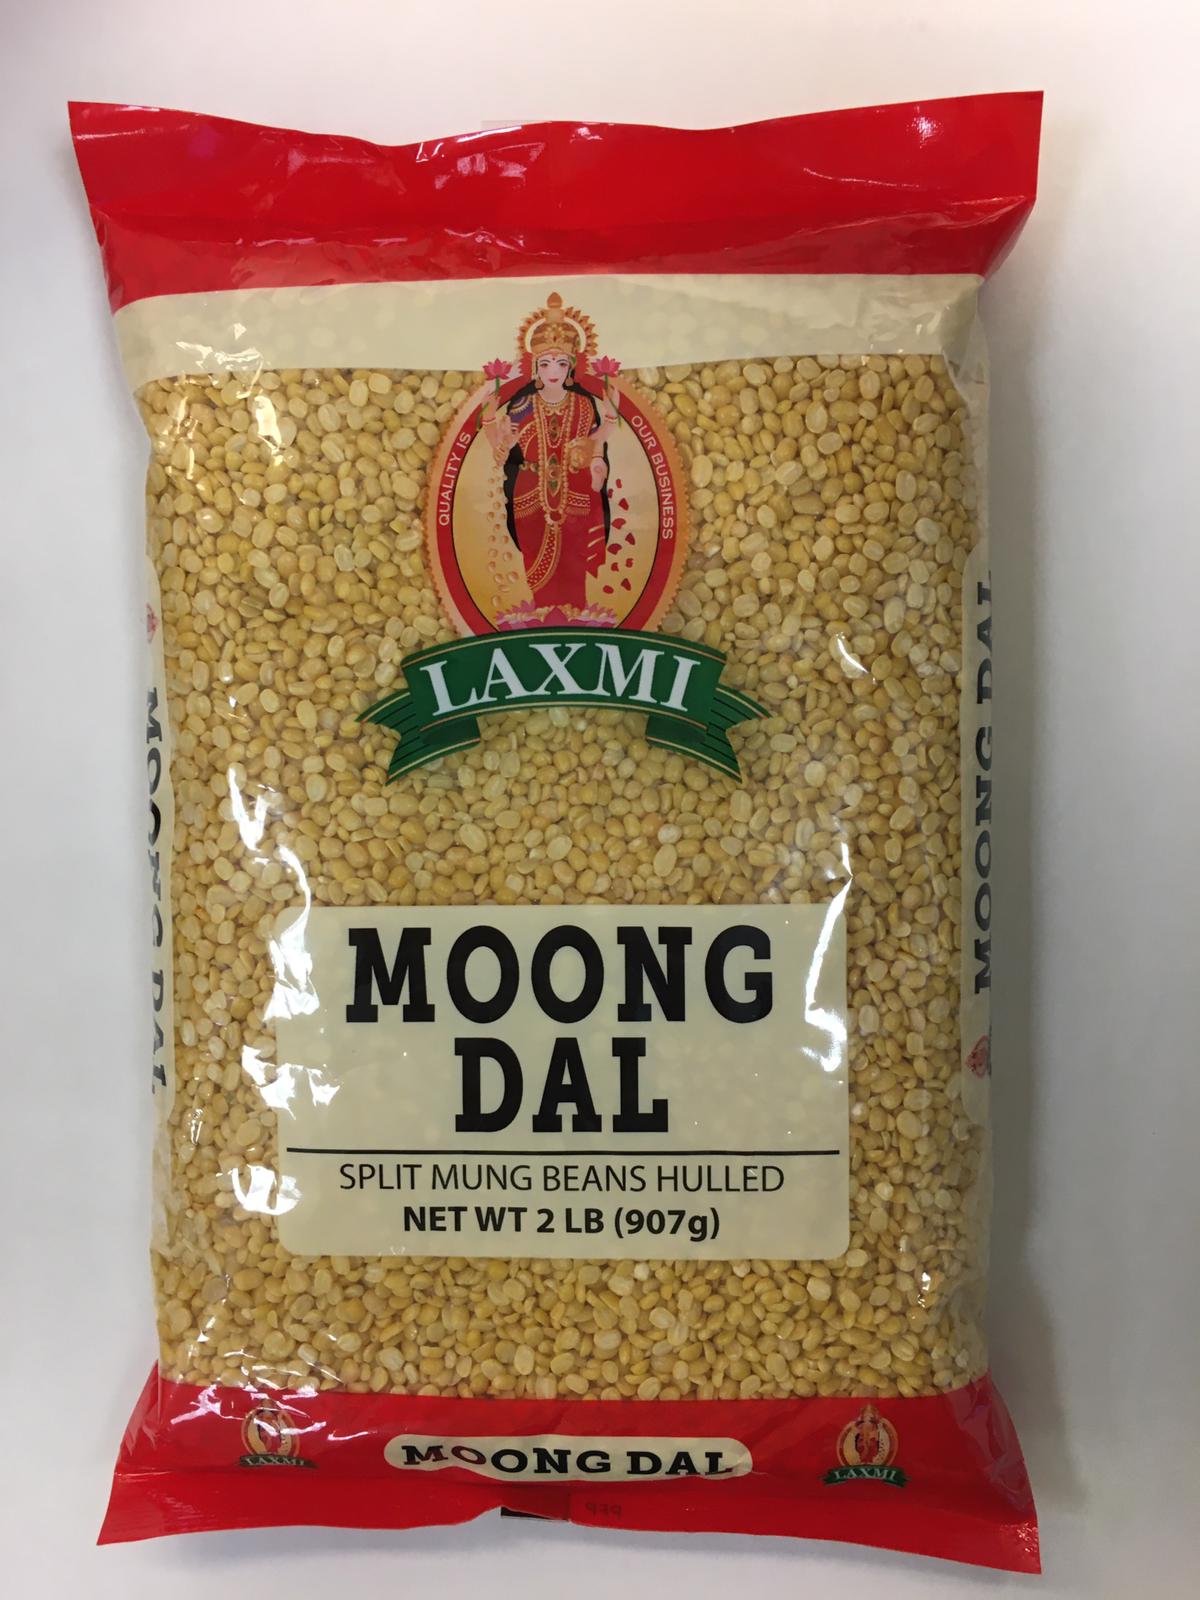 QUALITY IS OUR BUSINESS
LAXMI
MOONG DAL
MOONG DAL
MOONG
DAL
SPLIT MUNG BEANS HULLED
NET WT 2 LB (907g)
LAXMI
MOONG DAL
LAXMI